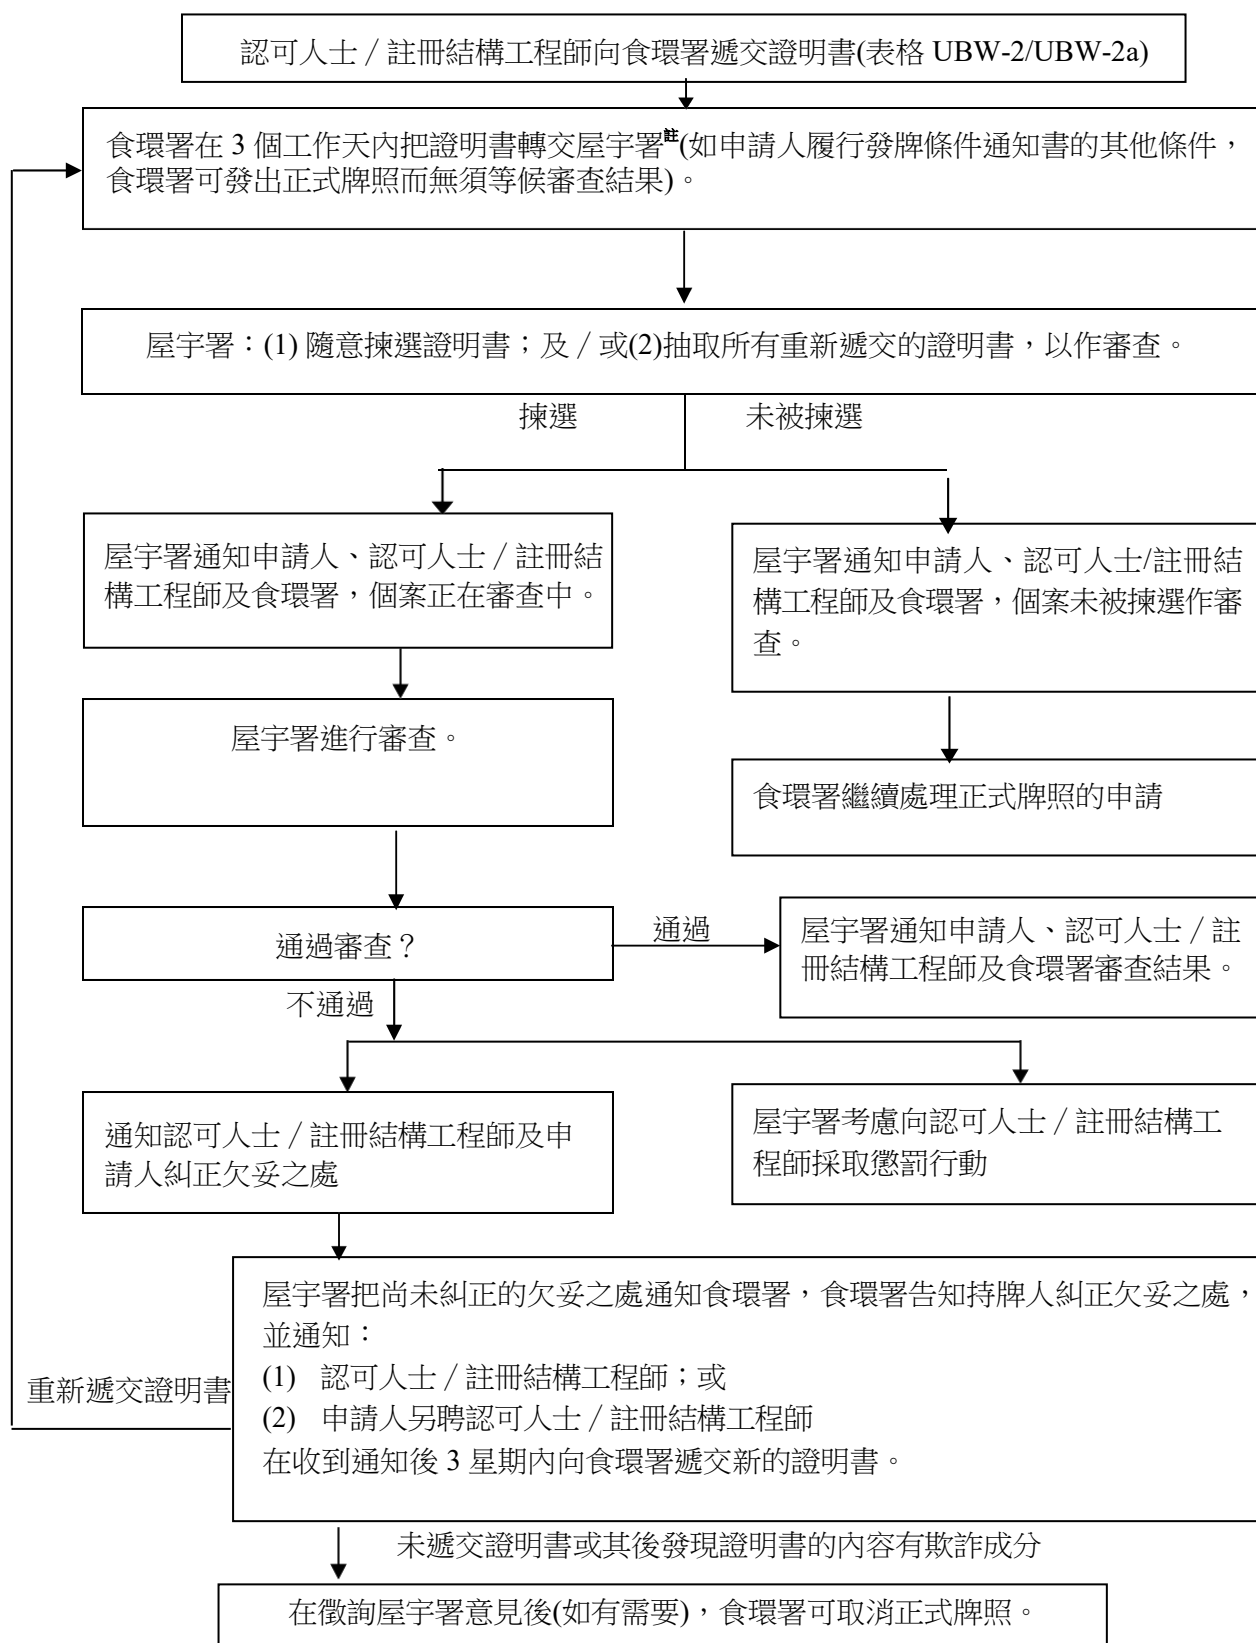 認可人士／註冊結構工程師向食環署遞交證明書(表格 UBW-2/UBW-2a)
食環署在 3 個工作天內把證明書轉交屋宇署註(如申請人履行發牌條件通知書的其他條件，
食環署可發出正式牌照而無須等候審查結果)。
屋宇署：(1) 隨意揀選證明書；及／或(2)抽取所有重新遞交的證明書，以作審查。
揀選
未被揀選
屋宇署通知申請人、認可人士／註冊結
構工程師及食環署，個案正在審查中。
屋宇署通知申請人、認可人士/註冊結
構工程師及食環署，個案未被揀選作審
查。
屋宇署進行審查。
食環署繼續處理正式牌照的申請
通過審查？
通過
屋宇署通知申請人、認可人士／註
冊結構工程師及食環署審查結果。
不通過
通知認可人士／註冊結構工程師及申
請人糾正欠妥之處
屋宇署考慮向認可人士／註冊結構工
程師採取懲罰行動
屋宇署把尚未糾正的欠妥之處通知食環署，食環署告知持牌人糾正欠妥之處，
並通知：
(1) 認可人士／註冊結構工程師；或
(2) 申請人另聘認可人士／註冊結構工程師
在收到通知後 3 星期內向食環署遞交新的證明書。
重新遞交證明書
未遞交證明書或其後發現證明書的內容有欺詐成分
在徵詢屋宇署意見後(如有需要)，食環署可取消正式牌照。